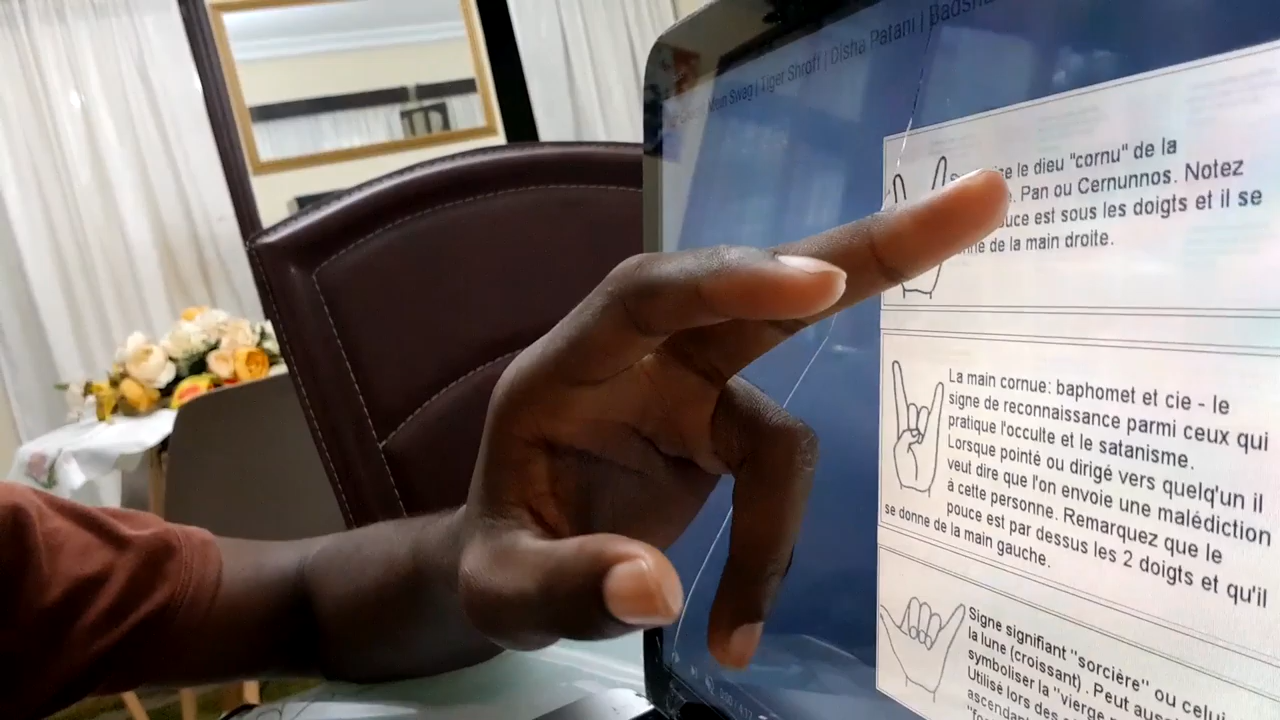 Swag | Tiger Shroff | Disha Patani |
le dieu "cornu" de la
Pan ou Cernunnos. Notez
est sous les doigts et il se
de la main droite.
La main cornue: baphomet et cie - le
signe de reconnaissance parmi ceux qui
pratique l'occulte et le satanisme.
Lorsque pointé ou dirigé vers quelq'un il
veut dire que l'on envoie une malédiction
à cette personne. Remarquez que le
pouce est par dessus les 2 doigts et qu'il
se donne de la main gauche.
Signe signifiant "sorcière" ou celui
la lune (croissant) . Peut
symboliser la "vierge
Utilisé lors des